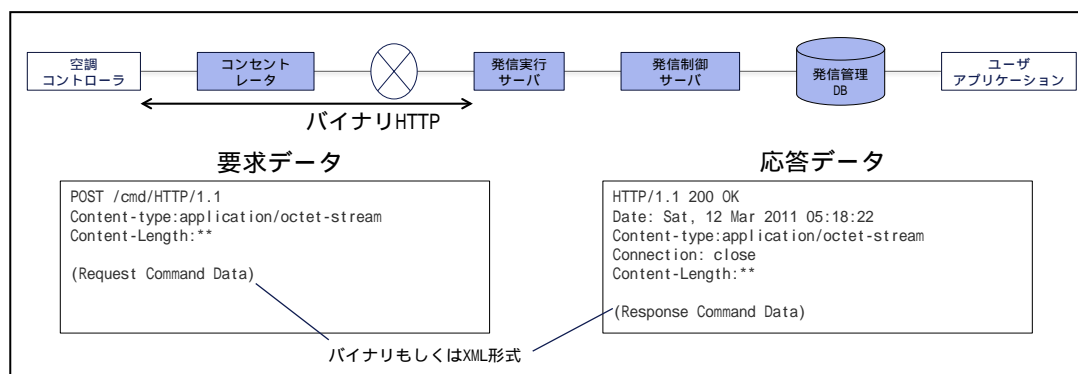 空調
コントローラ
コンセント
レータ
発信実行
サーバ
発信制御
サーバ
発信管理
DB
ユーザ
アプリケーション
バイナリHTTP
要求データ
POST /cmd/HTTP/1.1
Content-type:application/octet-stream
Content-Length:**
(Request Command Data)
応答データ
HTTP/1.1 200 OK
Date: Sat, 12 Mar 2011 05:18:22
Content-type:application/octet-stream
Connection: close
Content-Length:**
(Response Command Data)
バイナリもしくはXML形式